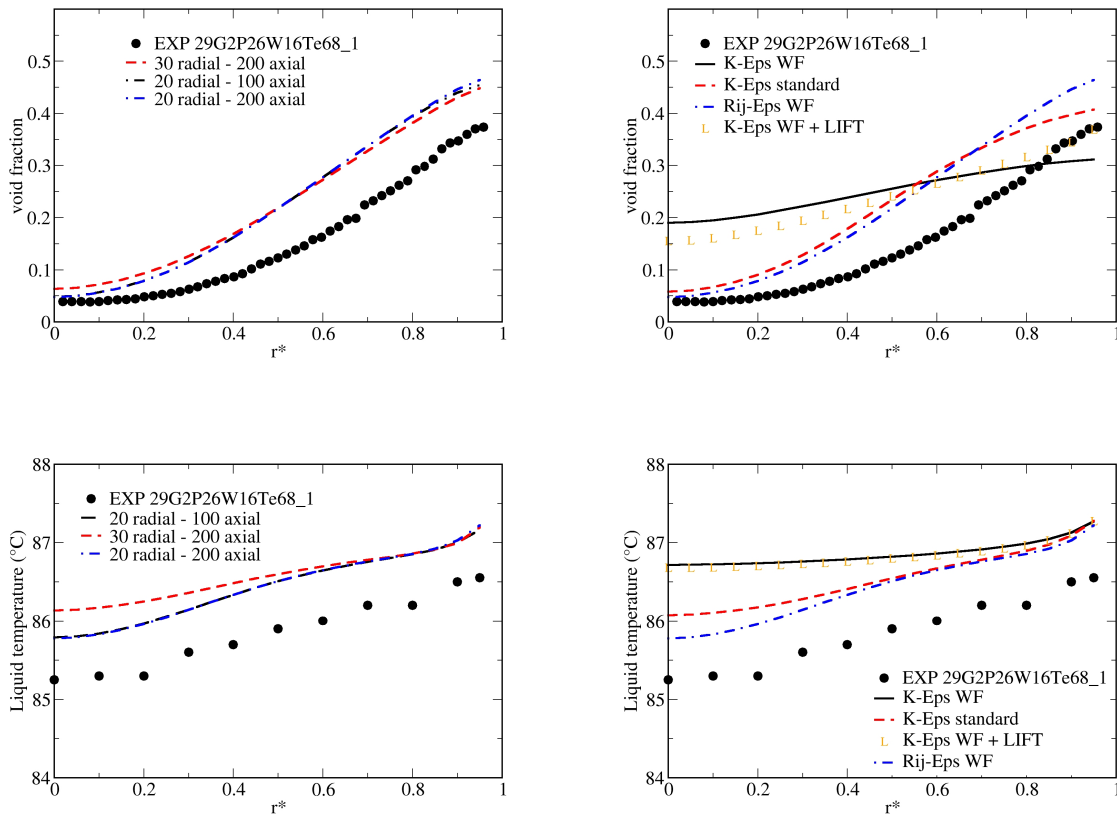 EXP 29G2P26W16Te68_1
30 radial - 200 axial
20 radial - 100 axial
20 radial - 200 axial
void fraction
0.5
0.4
0.3
0.2
0.1
0
0 0.2 0.4 0.6 0.8 1
r*
EXP 29G2P26W16Te68_1
K-Eps WF
K-Eps standard
Rij-Eps WF
L K-Eps WF + LIFT
void fraction
0.5
0.4
0.3
0.2
0.1
0
0 0.2 0.4 0.6 0.8 1
r*
EXP 29G2P26W16Te68_1
20 radial - 100 axial
30 radial - 200 axial
20 radial - 200 axial
Liquid temperature (°C)
88
87
86
85
84
0 0.2 0.4 0.6 0.8 1
r*
Liquid temperature (°C)
88
87
86
85
84
EXP 29G2P26W16Te68_1
K-Eps WF
K-Eps standard
L K-Eps WF + LIFT
Rij-Eps WF
0 0.2 0.4 0.6 0.8 1
r*